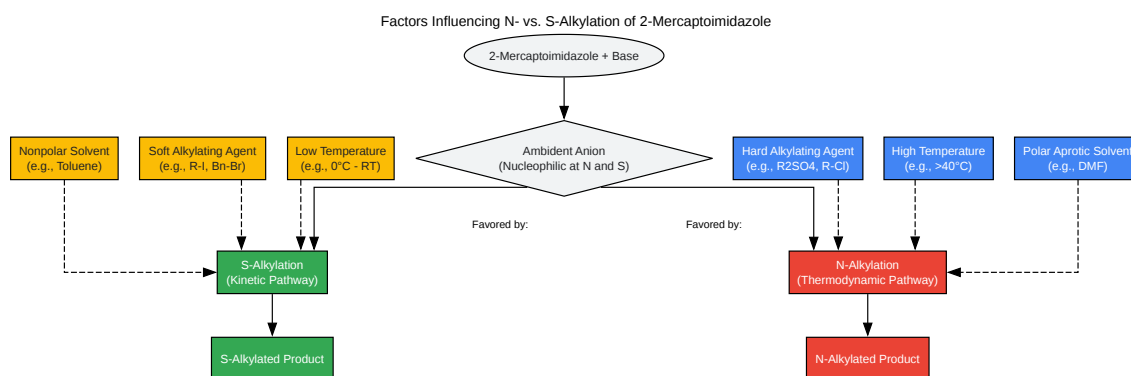 Factors Influencing N- vs. S-Alkylation of 2-Mercaptoimidazole
2-Mercaptoimidazole + Base
Nonpolar Solvent
(e.g., Toluene)
Soft Alkylating Agent
(e.g., R-I, Bn-Br)
Low Temperature
(e.g., 0°C - RT)
Ambident Anion
(Nucleophilic at N and S)
Hard Alkylating Agent
(e.g., R2SO4, R-Cl)
High Temperature
(e.g., >40°C)
Polar Aprotic Solvent
(e.g., DMF)
Favored by:
Favored by:
S-Alkylation
(Kinetic Pathway)
N-Alkylation
(Thermodynamic Pathway)
S-Alkylated Product
N-Alkylated Product